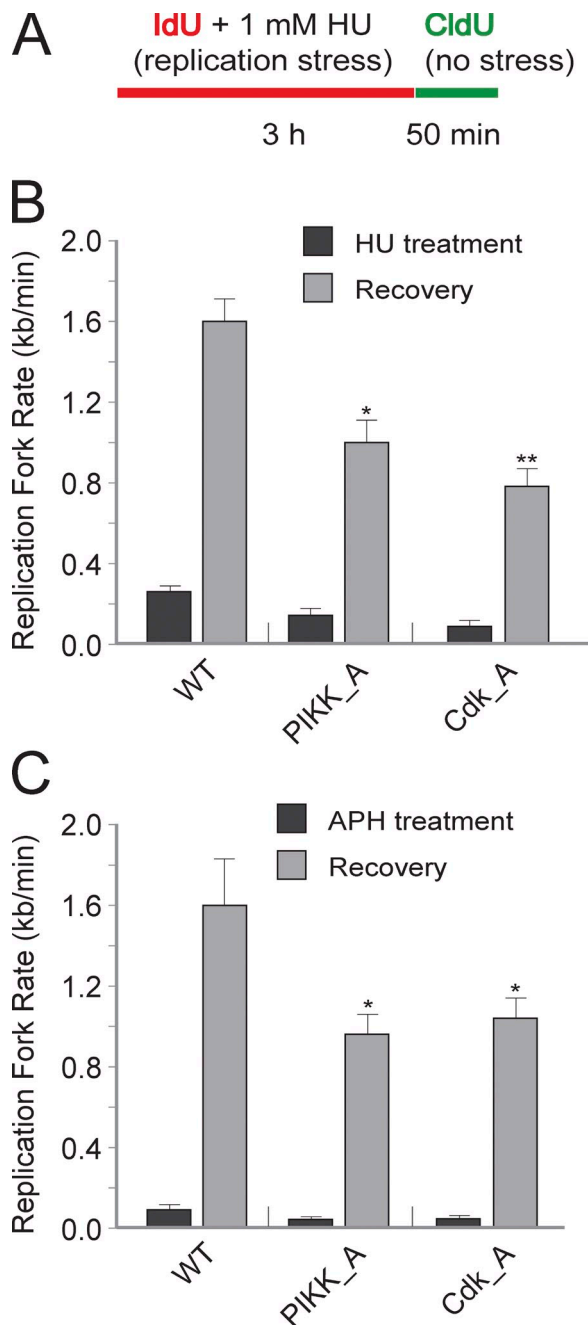 A
IdU + 1 mM HU
(replication stress)
CldU
(no stress)
3 h
50 min
B
Replication Fork Rate (kb/min)
2.0
1.6
1.2
0.8
0.4
0.0
HU treatment
Recovery
*
**
WT
PIKK_A
Cdk_A
C
Replication Fork Rate (kb/min)
2.0
1.6
1.2
0.8
0.4
0.0
APH treatment
Recovery
*
*
WT
PIKK_A
Cdk_A